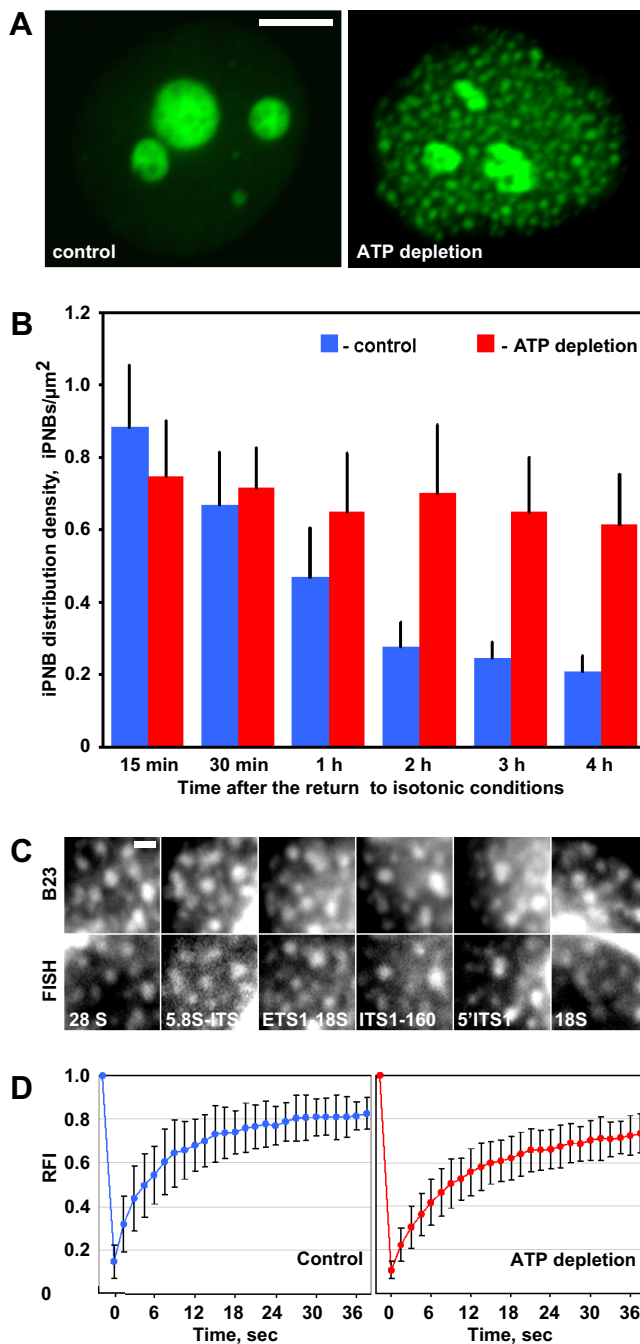 A
control
ATP depletion
B
1.2
1.0
0.8
0.6
0.4
0.2
0
iPNB distribution density, iPNBs/µm²
- control
- ATP depletion
15 min 30 min 1 h 2 h 3 h 4 h
Time after the return to isotonic conditions
C
B23
FISH
28 S 5.8S-ITS ETS1-18S ITS1-160 5'ITS1 18S
D
1.0
0.8
0.6
0.4
0.2
0
RFI
Control
ATP depletion
0 6 12 18 24 30 36
0 6 12 18 24 30 36
Time, sec
Time, sec